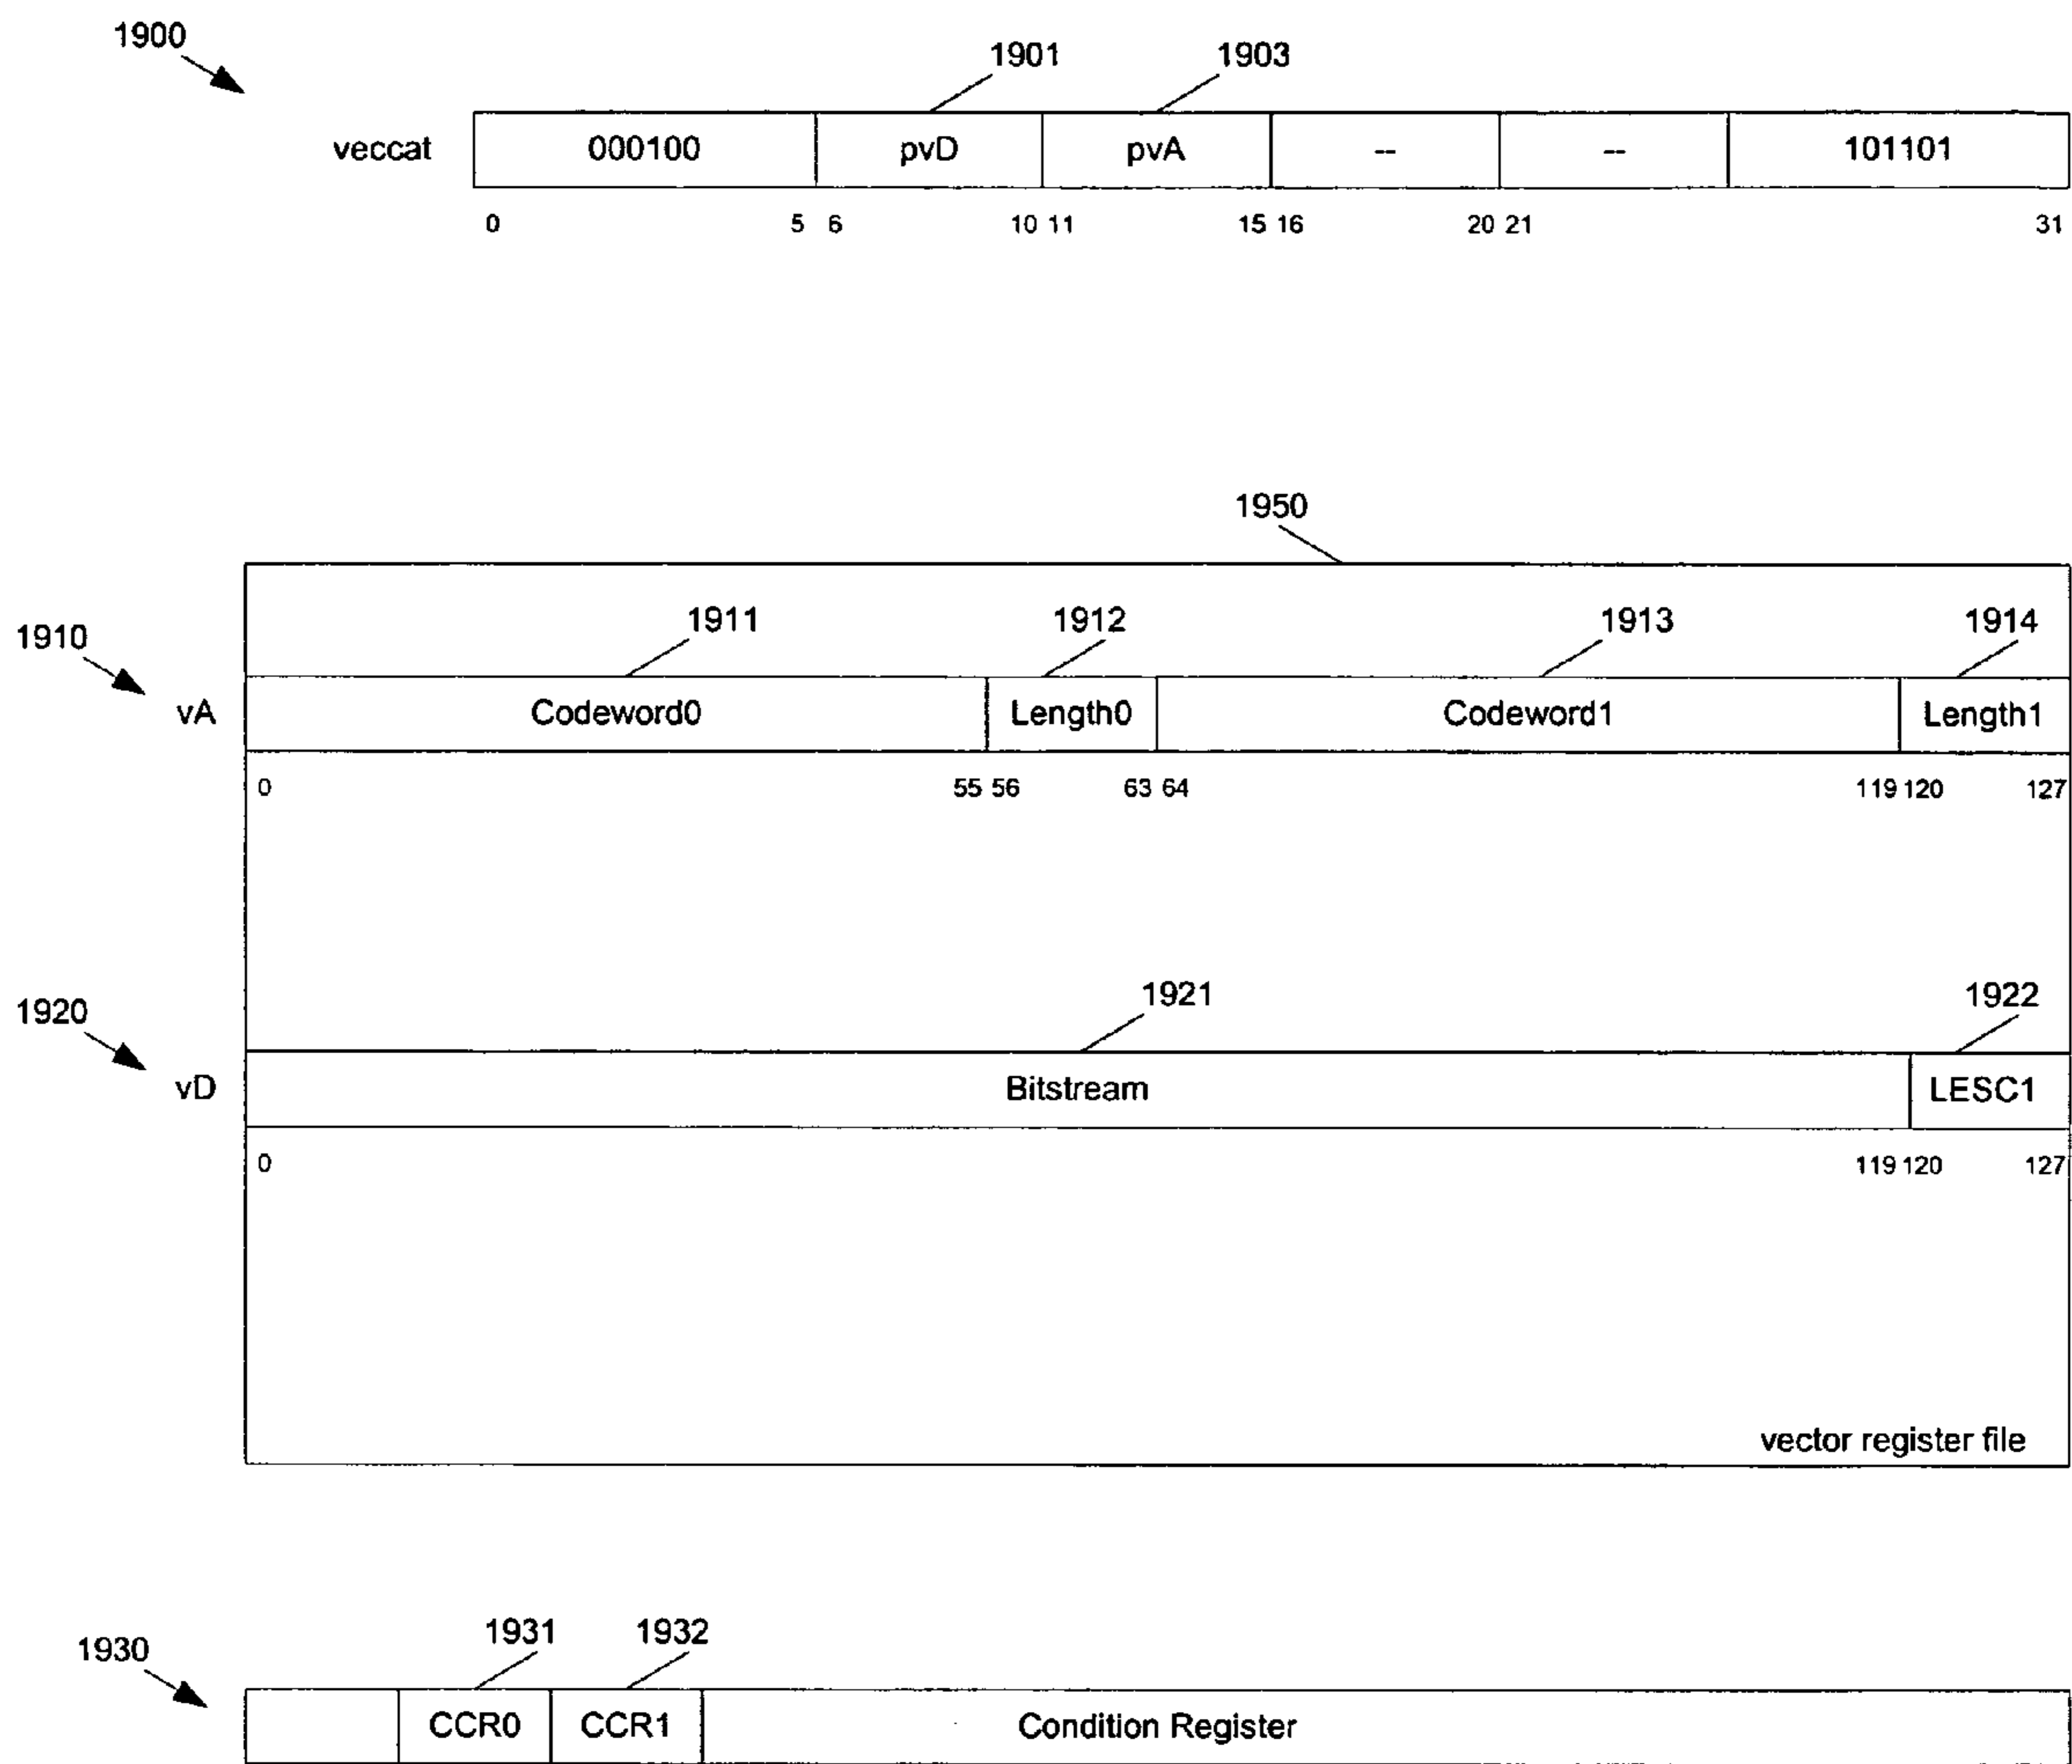 1900
1901 1903
veccat 000100 pvD pvA -- -- 101101
0 5 6 10 11 15 16 20 21 31
1950
1910 1911 1912 1913 1914
vA Codeword0 Length0 Codeword1 Length1
0 55 56 63 64 119 120 127
1920 1921 1922
vD Bitstream LESC1
0 119 120 127
vector register file
1930 1931 1932
CCR0 CCR1 Condition Register